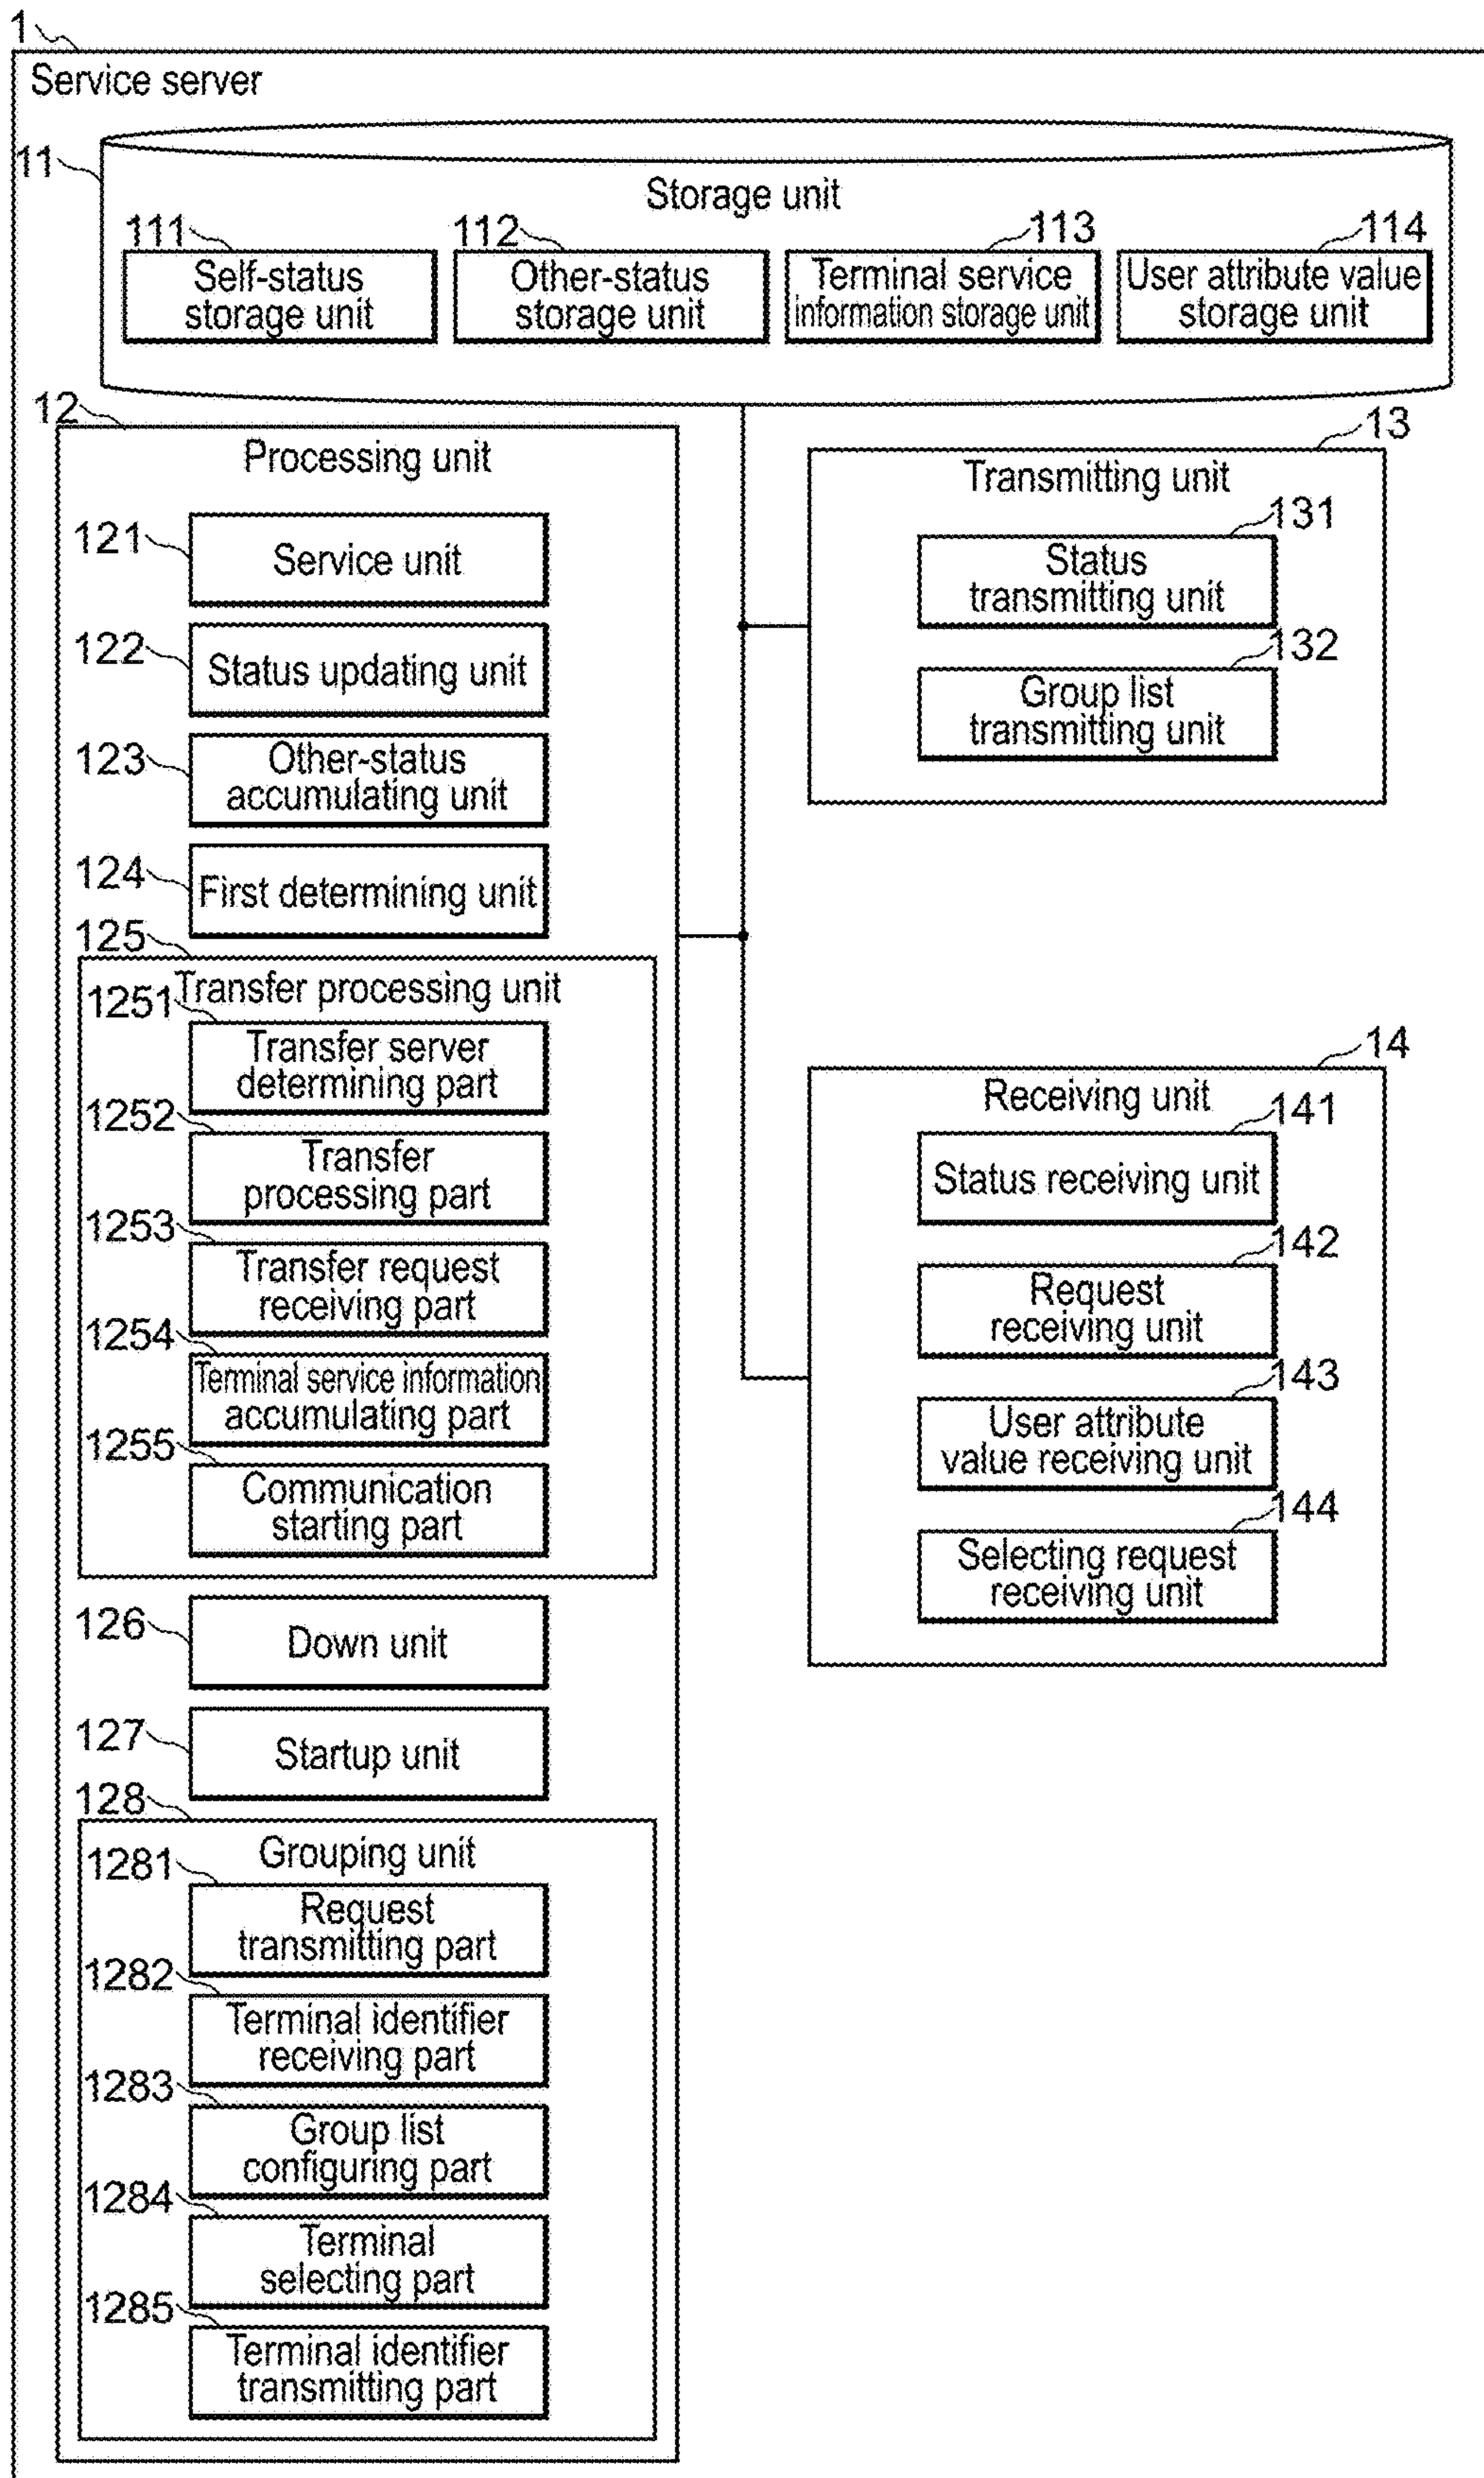 1
Service server
11
Storage unit
111
112
113
114
Self-status
storage unit
Other-status
storage unit
Terminal service
information storage unit
User attribute value
storage unit
12
Processing unit
121
Service unit
122
Status updating unit
123
Other-status
accumulating unit
124
First determining unit
125
Transfer processing unit
1251
Transfer server
determining part
1252
Transfer
processing part
1253
Transfer request
receiving part
1254
Terminal service information
accumulating part
1255
Communication
starting part
126
Down unit
127
Startup unit
128
Grouping unit
1281
Request
transmitting part
1282
Terminal identifier
receiving part
1283
Group list
configuring part
1284
Terminal
selecting part
1285
Terminal identifier
transmitting part
13
Transmitting unit
131
Status
transmitting unit
132
Group list
transmitting unit
14
Receiving unit
141
Status receiving unit
142
Request
receiving unit
143
User attribute
value receiving unit
144
Selecting request
receiving unit